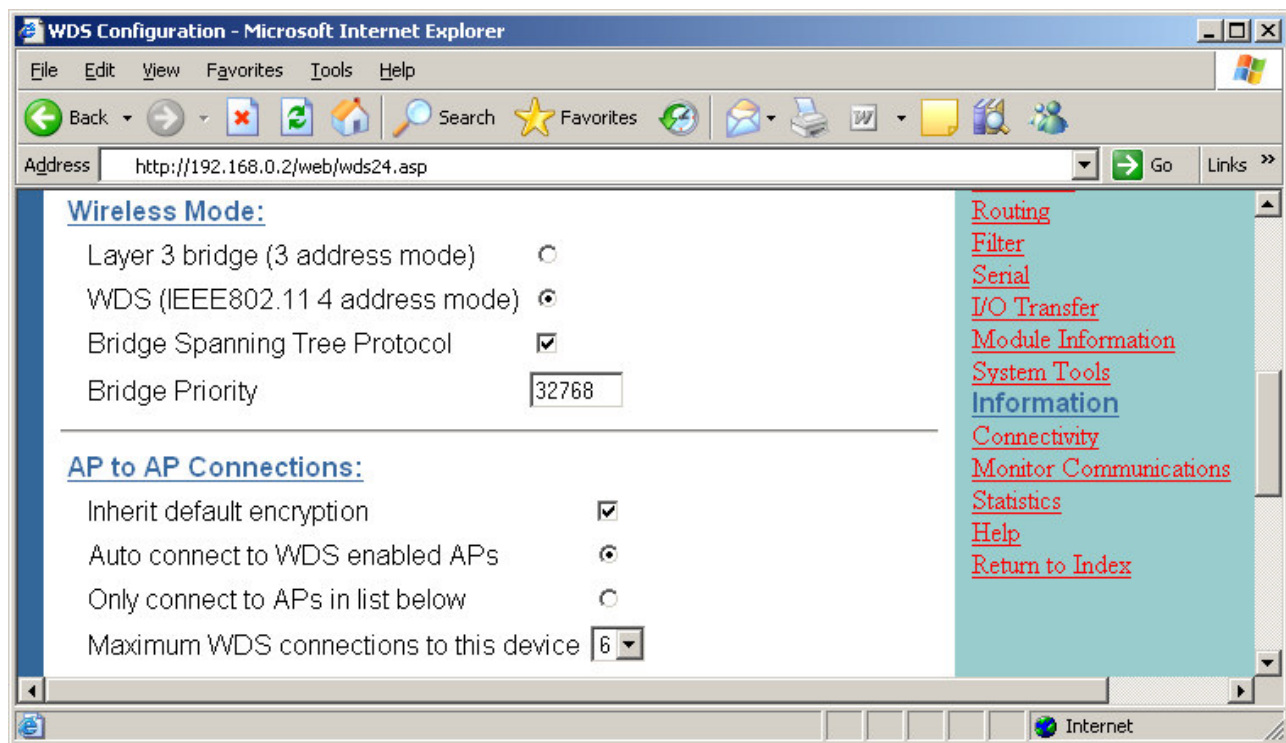 WDS Configuration - Microsoft Internet Explorer
File Edit View Favorites Tools Help
Back Search Favorites W
Address http://192.168.0.2/web/wds24.asp Go Links »
Wireless Mode:
Layer 3 bridge (3 address mode)
WDS (IEEE802.11 4 address mode)
Bridge Spanning Tree Protocol
Bridge Priority 32768
AP to AP Connections:
Inherit default encryption
Auto connect to WDS enabled APs
Only connect to APs in list below
Maximum WDS connections to this device 6
Routing
Filter
Serial
I/O Transfer
Module Information
System Tools
Information
Connectivity
Monitor Communications
Statistics
Help
Return to Index
Internet